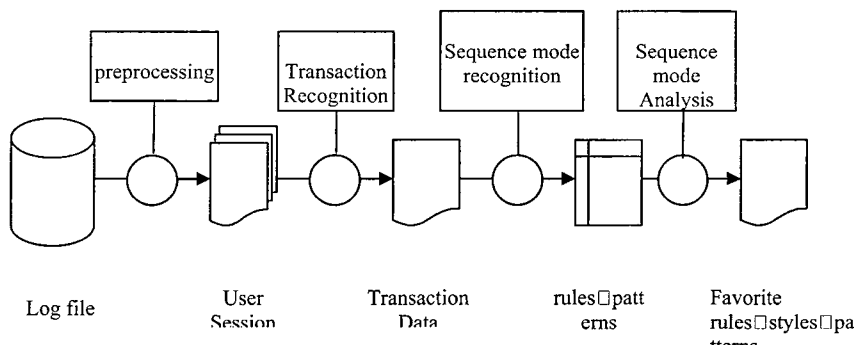 preprocessing
Transaction
Recognition
Sequence mode
recognition
Sequence
mode
Analysis
Log file
User
Session
Transaction
Data
rules□patt
erns
Favorite
rules□styles□pa
tterns